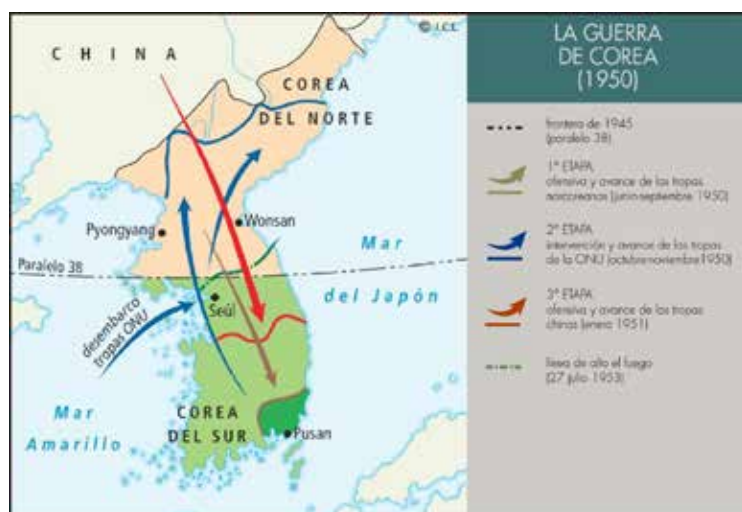 © J.C.L.
CHINA
COREA
DEL NORTE
Pyongyang
Wonsan
Paralelo 38
Mar
del Japón
Seúl
desembarco
tropas ONU
Mar
Amarillo
COREA
DEL SUR
Pusan
LA GUERRA
DE COREA
(1950)
frontera de 1945
(paralelo 38)
1ª ETAPA
ofensiva y avance de las tropas
norcoreanas (junio-septiembre 1950)
2ª ETAPA
intervención y avance de las tropas
de la ONU (octubre-noviembre 1950)
3ª ETAPA
ofensiva y avance de las tropas
chinas (enero 1951)
línea de alto el fuego
(27 julio 1953)